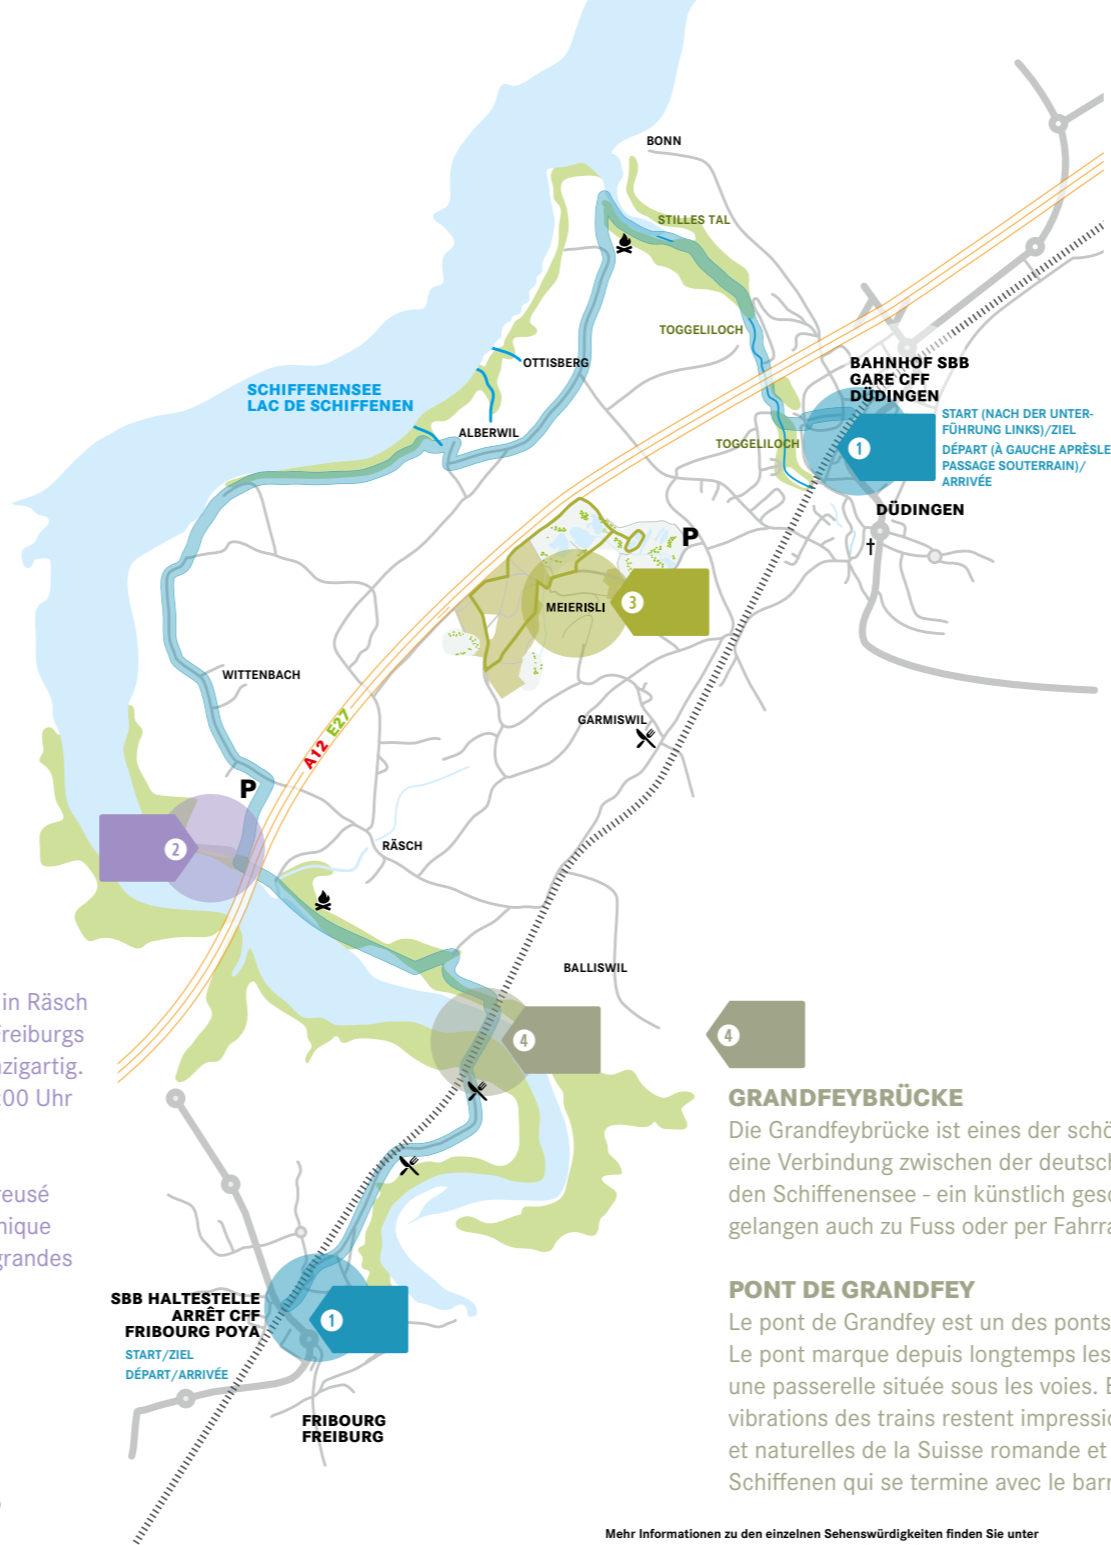 BONN
STILLES TAL
TOGGELILOCH
OTTISBERG
BAHNHOF SBB
GARE CFF
DÜDINGEN
SCHIFFENENSEE
LAC DE SCHIFFENEN
START (NACH DER UNTER-
FÜHRUNG LINKS)/ZIEL
DÉPART (À GAUCHE APRÈSLE
PASSAGE SOUTERRAIN)/
ARRIVÉE
ALBERWIL
TOGGELILOCH
1
DÜDINGEN
P
MEIERISLI
3
WITTENBACH
GARMISWIL
A12 E27
P
2
RÄSCH
BALLISWIL
in Räsch
Freiburgs
zigartig.
:00 Uhr
4
4
GRANDFEYBRÜCKE
Die Grandfeybrücke ist eines der schö
eine Verbindung zwischen der deutsch
den Schiffenensee - ein künstlich gesc
gelangen auch zu Fuss oder per Fahrra
reusé
nique
grandes
PONT DE GRANDFEY
Le pont de Grandfey est un des ponts
Le pont marque depuis longtemps les
une passerelle située sous les voies. E
vibrations des trains restent impressio
et naturelles de la Suisse romande et
Schiffenen qui se termine avec le barr
SBB HALTESTELLE
ARRÊT CFF
FRIBOURG POYA
START/ZIEL
DÉPART/ARRIVÉE
1
FRIBOURG
FREIBURG
Mehr Informationen zu den einzelnen Sehenswürdigkeiten finden Sie unter